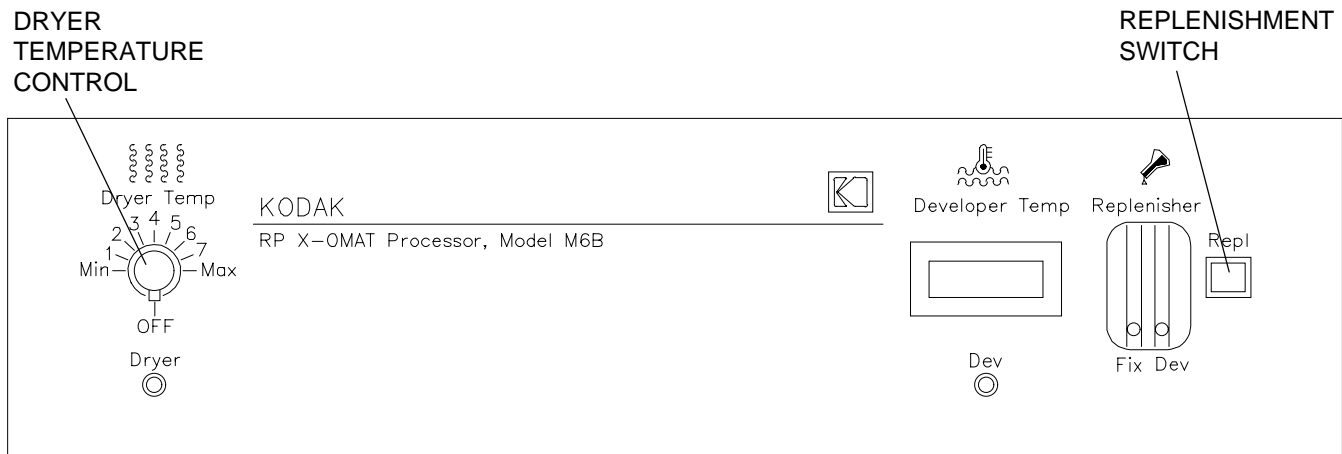 DRYER
TEMPERATURE
CONTROL
REPLENISHMENT
SWITCH
Dryer Temp
1 2 3 4 5 6 7
Min Max
OFF
Dryer
KODAK
RP X-OMAT Processor, Model M6B
Developer Temp
Dev
Replenisher
Repl
Fix Dev